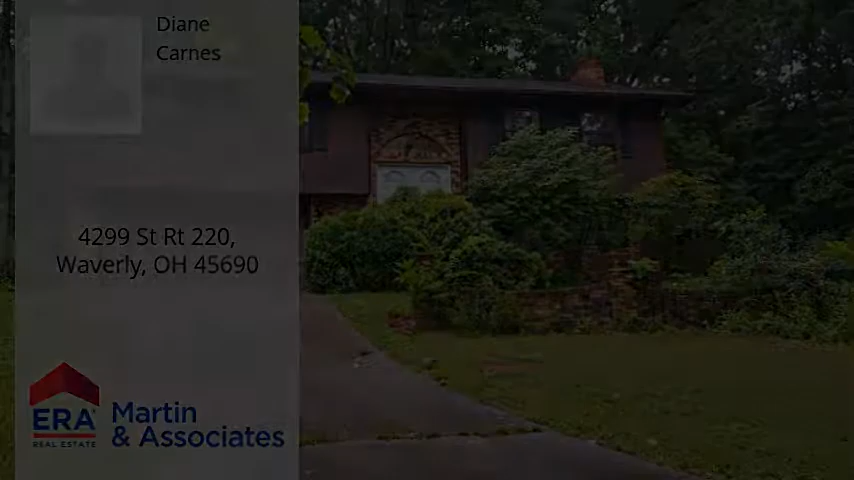 Diane
Carnes
4299 St Rt 220,
Waverly, OH 45690
ERA
REAL ESTATE
Martin
& Associates